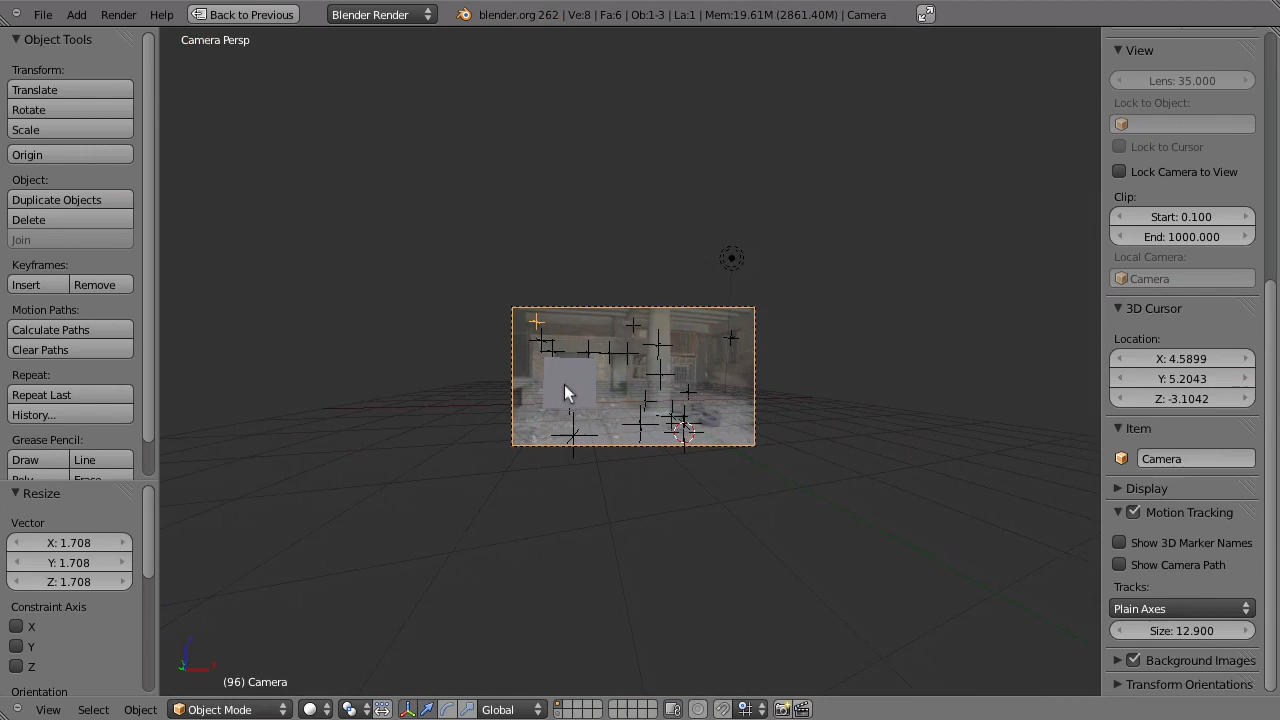 File Add Render Help Back to Previous Blender Render blender.org 262 | Ve:8 | Fa:6 | Ob:1-3 | La:1 | Mem:19.61M (2861.40M) | Camera
Object Tools
Transform:
Translate
Rotate
Scale
Origin
Object:
Duplicate Objects
Delete
Join
Keyframes:
Insert Remove
Motion Paths:
Calculate Paths
Clear Paths
Repeat:
Repeat Last
History...
Grease Pencil:
Draw Line
Resize
Vector
X: 1.708
Y: 1.708
Z: 1.708
Constraint Axis
X
Y
Z
Orientation
Camera Persp
(96) Camera
View
Lens: 35.000
Lock to Object:
Lock to Cursor
Lock Camera to View
Clip:
Start: 0.100
End: 1000.000
Local Camera:
Camera
3D Cursor
Location:
X: 4.5899
Y: 5.2043
Z: -3.1042
Item
Camera
Display
Motion Tracking
Show 3D Marker Names
Show Camera Path
Tracks:
Plain Axes
Size: 12.900
Background Images
Transform Orientations
View Select Object Object Mode Global